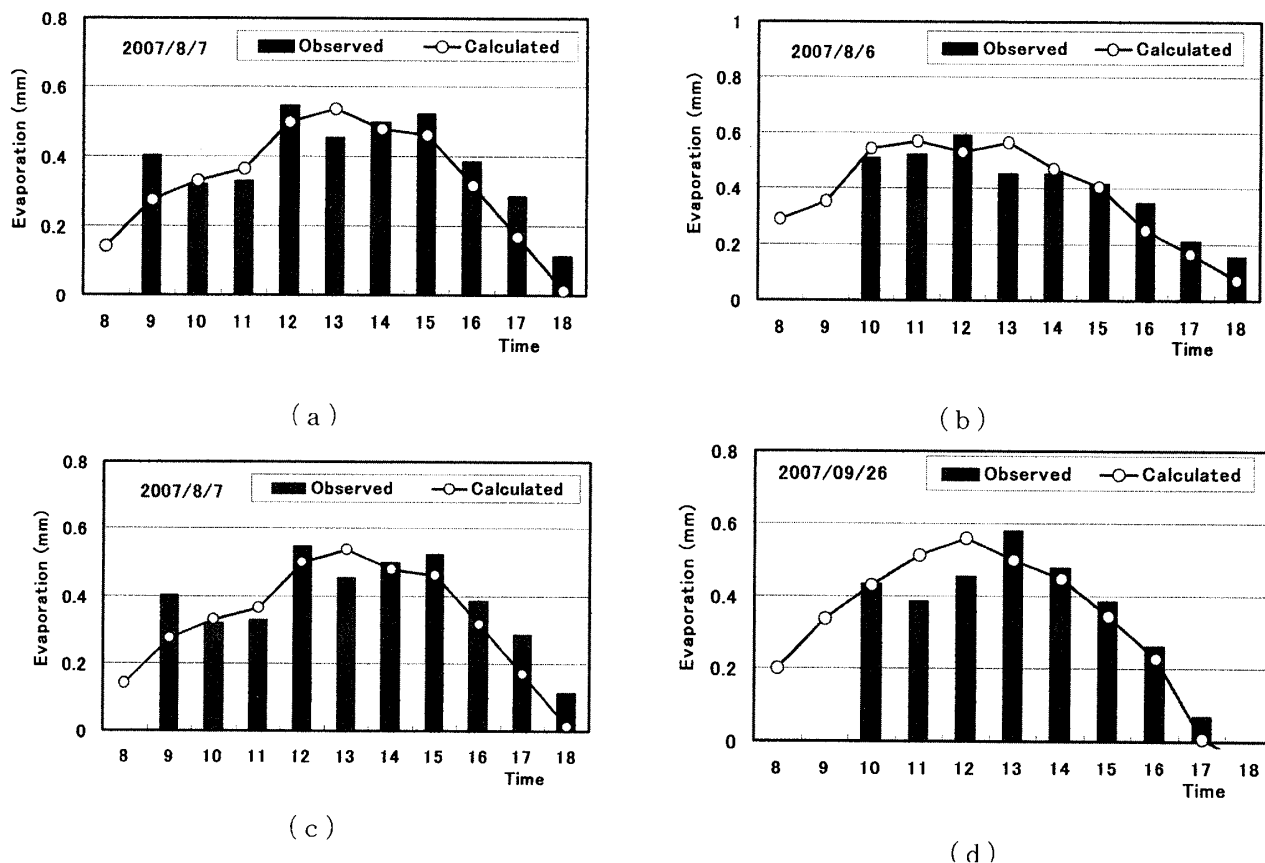 2007/8/7 Observed Calculated
Evaporation (mm)
0.8
0.6
0.4
0.2
0
8 9 10 11 12 13 14 15 16 17 18
Time
(a)
2007/8/6 Observed Calculated
Evaporation (mm)
1
0.8
0.6
0.4
0.2
0
8 9 10 11 12 13 14 15 16 17 18
Time
(b)
2007/8/7 Observed Calculated
Evaporation (mm)
0.8
0.6
0.4
0.2
0
8 9 10 11 12 13 14 15 16 17 18
Time
(c)
2007/09/26 Observed Calculated
Evaporation (mm)
0.8
0.6
0.4
0.2
0
8 9 10 11 12 13 14 15 16 17 18
Time
(d)